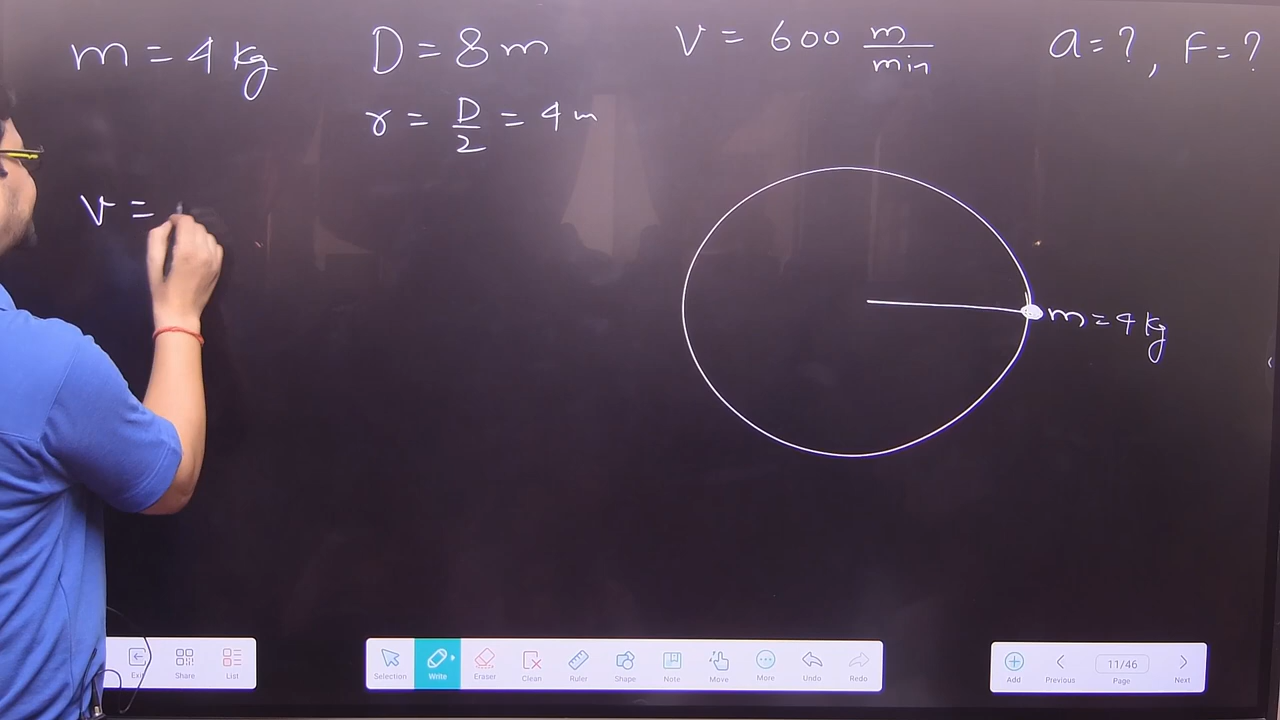 m = 4 kg D = 8 m V = 600 m/min a = ?, F = ?
r = D/2 = 4 m
v =
m = 4 kg
Exit Share List
Selection Write Eraser Clean Ruler Shape Note Move More Undo Redo
Add Previous 11/46 Page Next